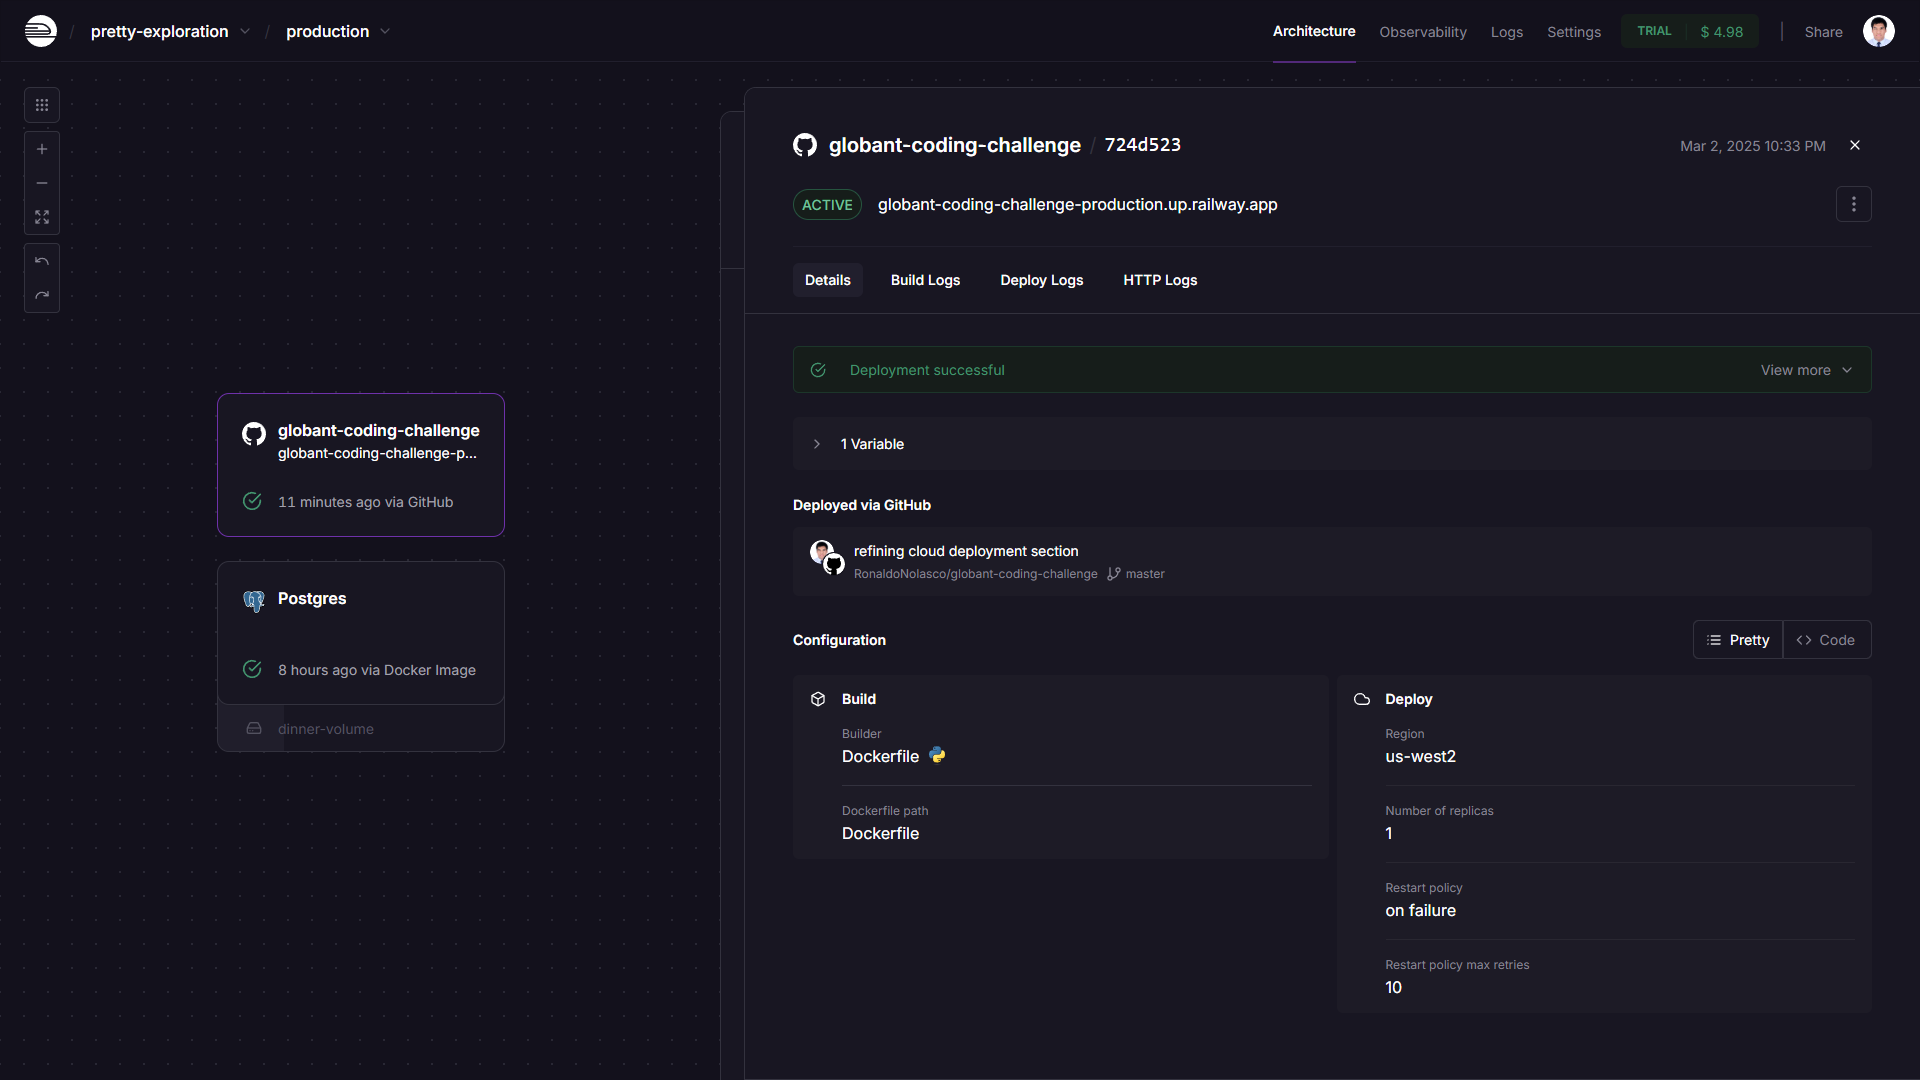 / pretty-exploration / production
Architecture Observability Logs Settings TRIAL $ 4.98 Share
globant-coding-challenge / 724d523
Mar 2, 2025 10:33 PM
ACTIVE globant-coding-challenge-production.up.railway.app
Details Build Logs Deploy Logs HTTP Logs
Deployment successful View more
1 Variable
Deployed via GitHub
refining cloud deployment section
RonaldoNolasco/globant-coding-challenge master
Configuration
Pretty Code
Build
Builder
Dockerfile
Dockerfile path
Dockerfile
Deploy
Region
us-west2
Number of replicas
1
Restart policy
on failure
Restart policy max retries
10
globant-coding-challenge
globant-coding-challenge-p...
11 minutes ago via GitHub
Postgres
8 hours ago via Docker Image
dinner-volume